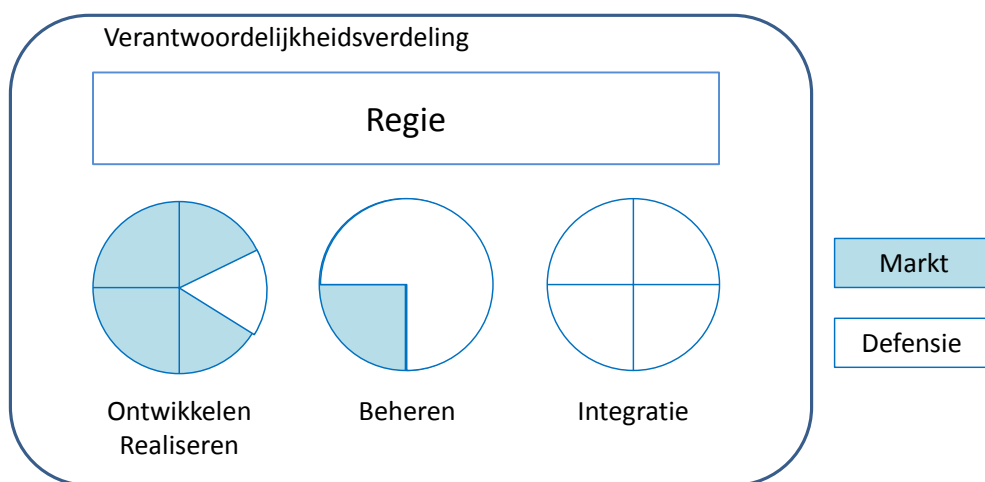 Verantwoordelijkheidsverdeling
Regie
Markt
Defensie
Ontwikkelen
Realiseren
Beheren
Integratie